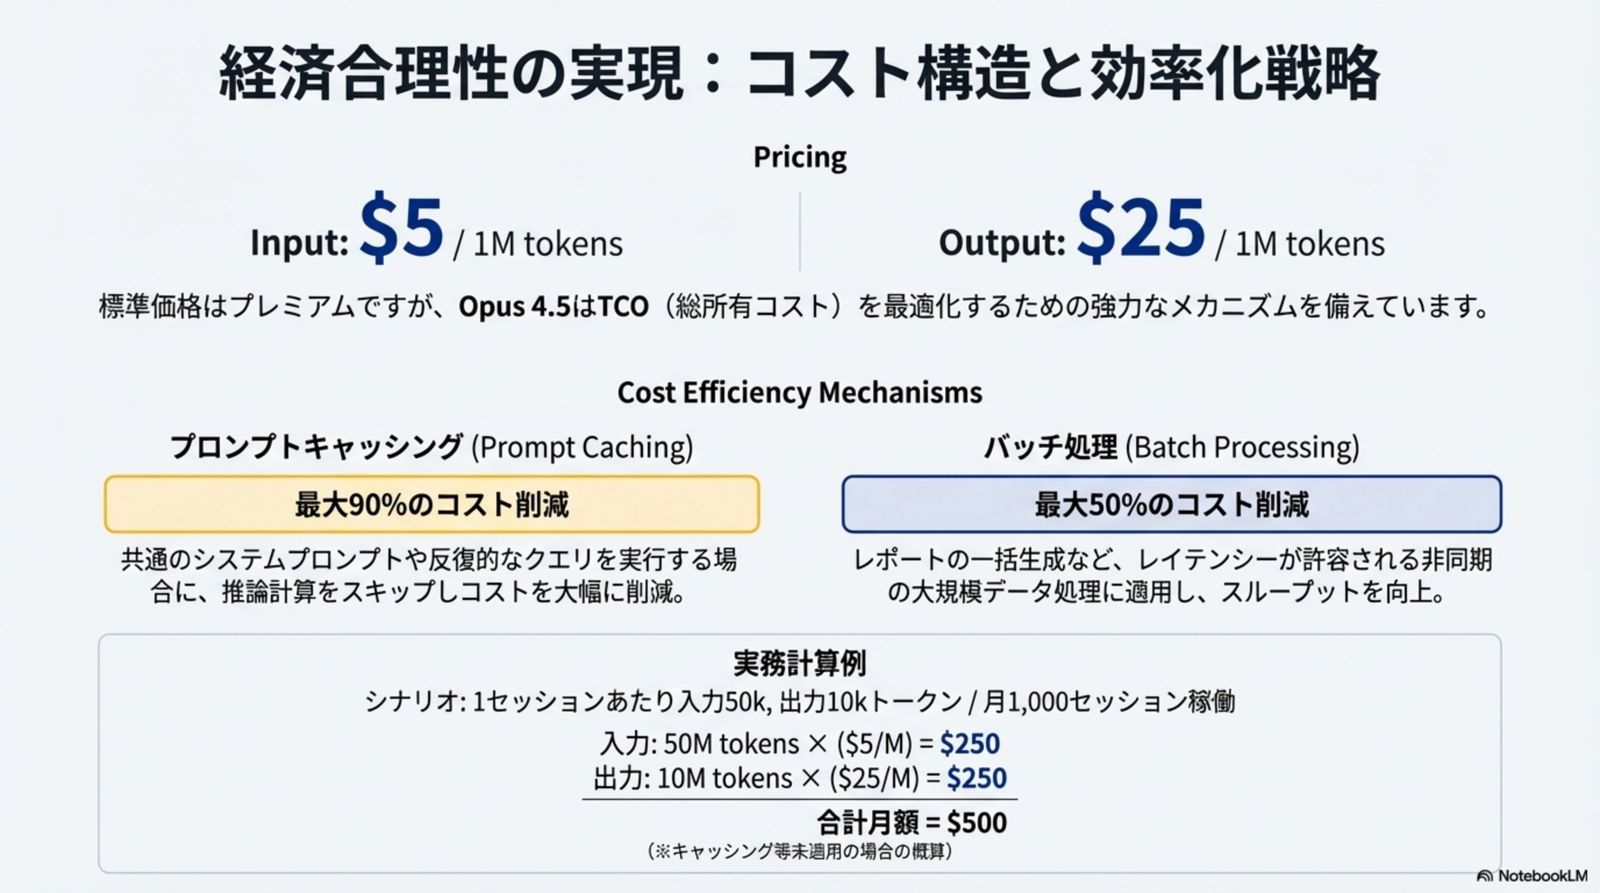 経済合理性の実現：コスト構造と効率化戦略
Pricing
Input: $5 / 1M tokens
Output: $25 / 1M tokens
標準価格はプレミアムですが、Opus 4.5はTCO（総所有コスト）を最適化するための強力なメカニズムを備えています。
Cost Efficiency Mechanisms
プロンプトキャッシング (Prompt Caching)
最大90%のコスト削減
共通のシステムプロンプトや反復的なクエリを実行する場
合に、推論計算をスキップしコストを大幅に削減。
バッチ処理 (Batch Processing)
最大50%のコスト削減
レポートの一括生成など、レイテンシーが許容される非同期
の大規模データ処理に適用し、スループットを向上。
実務計算例
シナリオ: 1セッションあたり入力50k, 出力10kトークン / 月1,000セッション稼働
入力: 50M tokens × ($5/M) = $250
出力: 10M tokens × ($25/M) = $250
合計月額 = $500
（※キャッシング等未適用の場合の概算）
NotebookLM